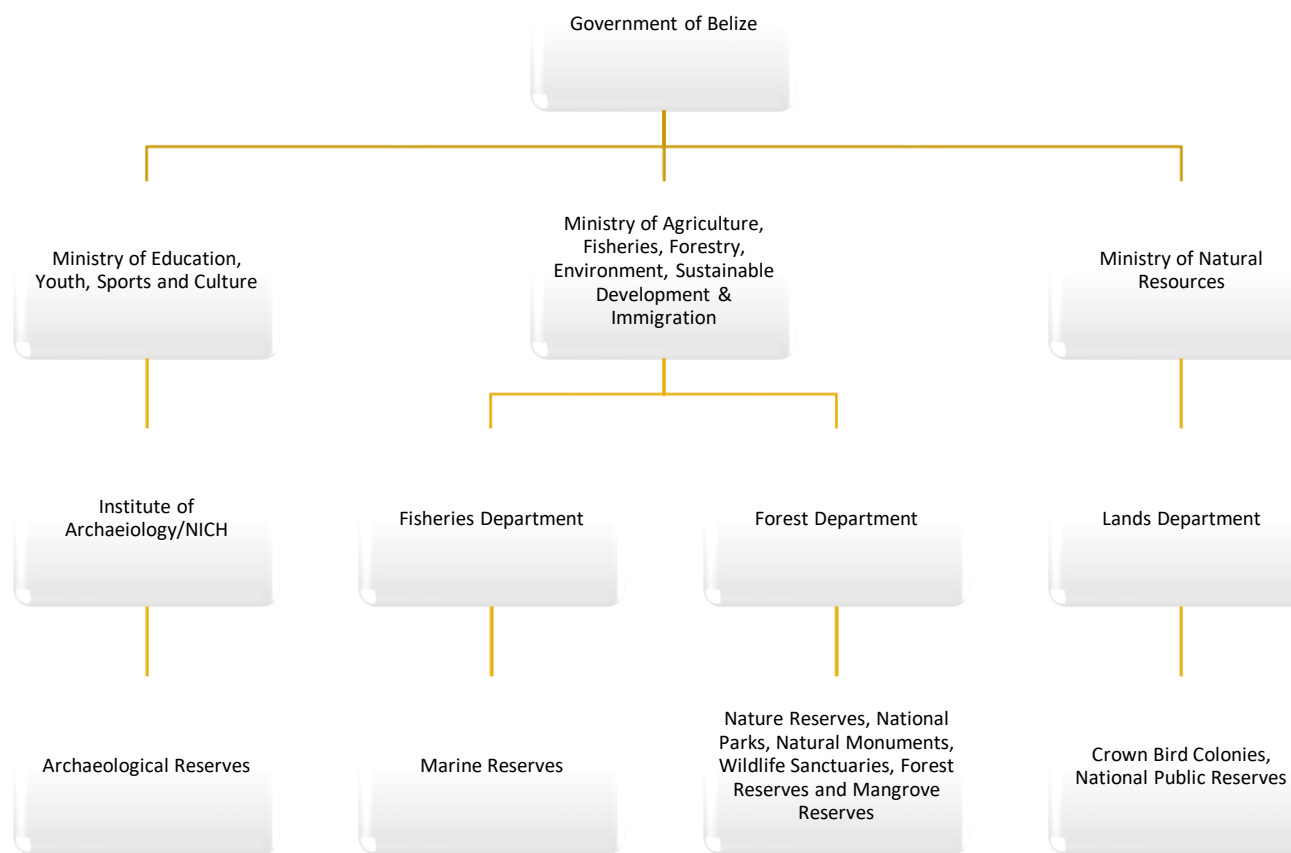 Government of Belize
Ministry of Education,
Youth, Sports and Culture
Ministry of Agriculture,
Fisheries, Forestry,
Environment, Sustainable
Development &
Immigration
Ministry of Natural
Resources
Institute of
Archaeiology/NICH
Fisheries Department
Forest Department
Lands Department
Archaeological Reserves
Marine Reserves
Nature Reserves, National
Parks, Natural Monuments,
Wildlife Sanctuaries, Forest
Reserves and Mangrove
Reserves
Crown Bird Colonies,
National Public Reserves